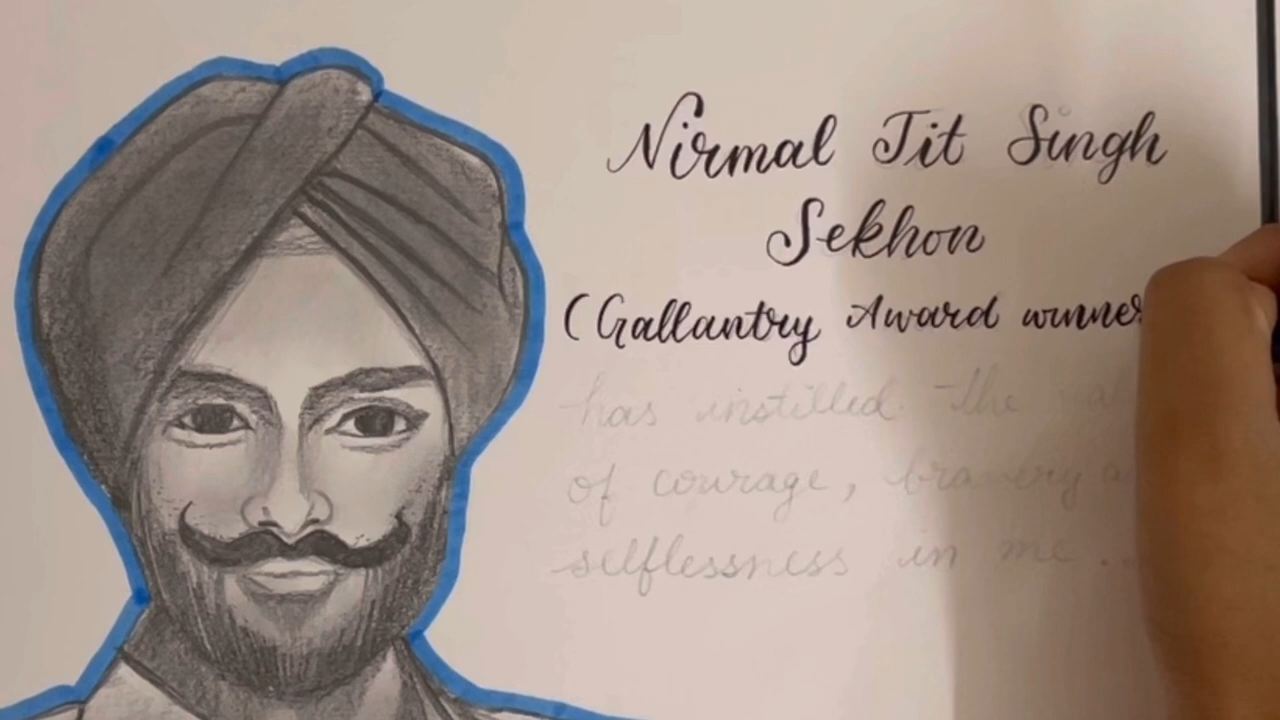 Nirmal Jit Singh
Sekhon
(Gallantry Award winner
has instilled the
of courage, bravery a
selflessness in me ..